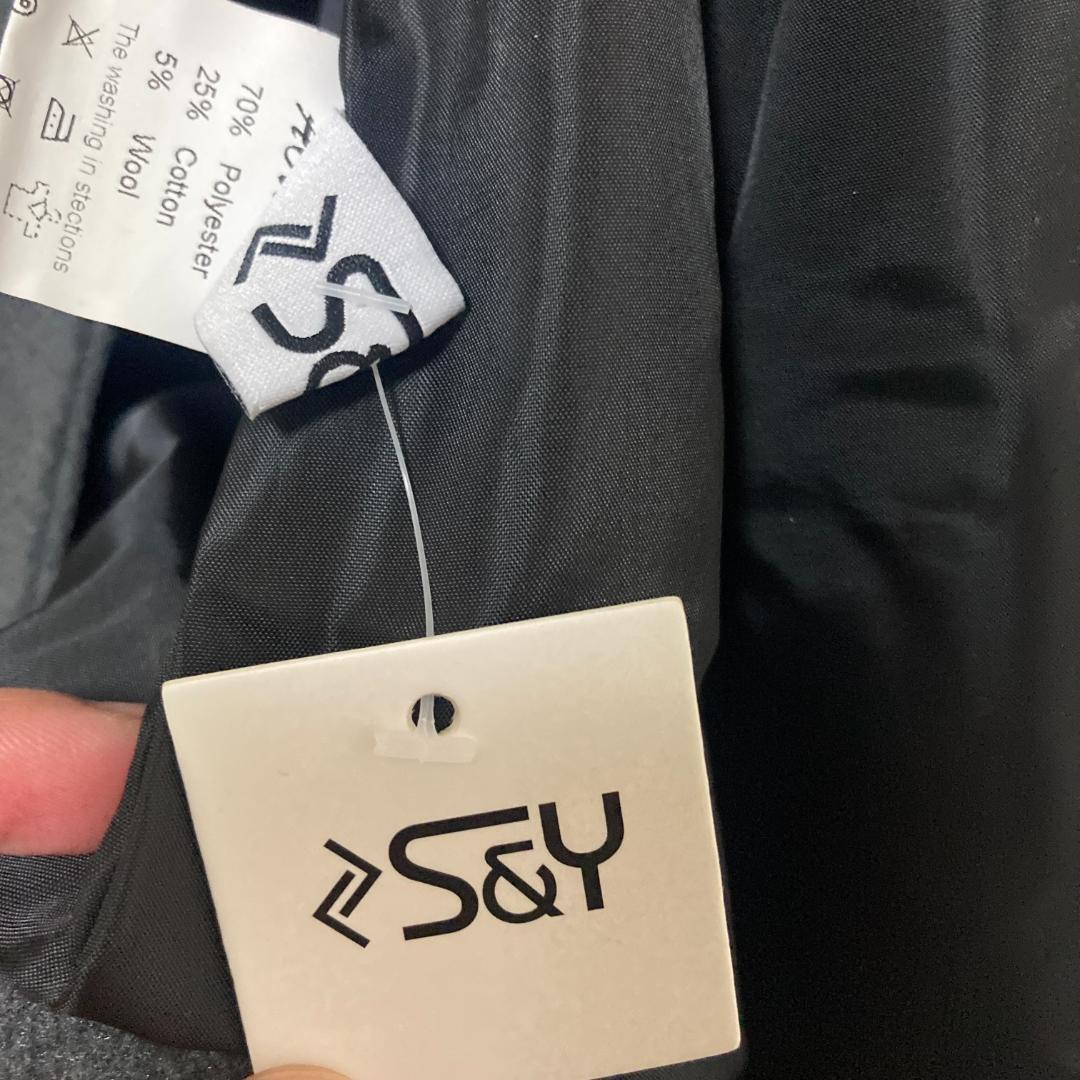 70% Polyester
25% Cotton
5% Wool
The washing in stections
S&
S&Y